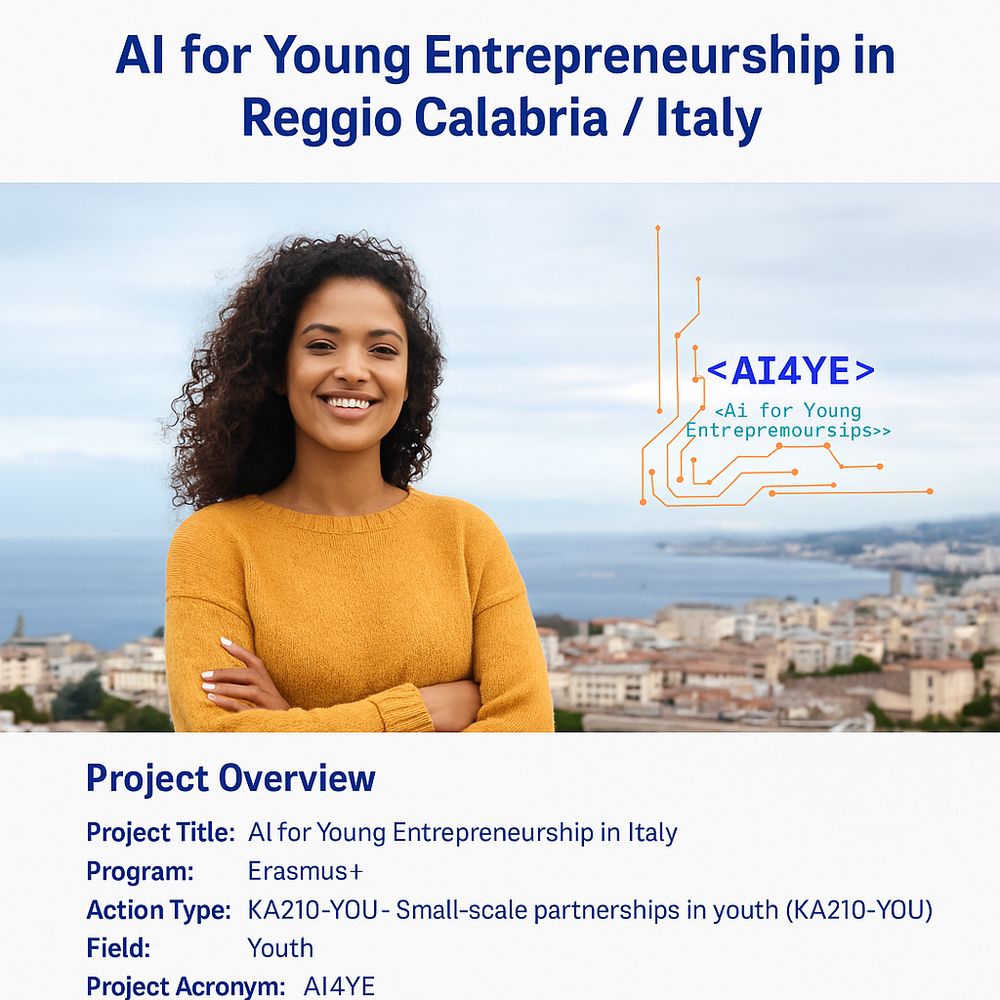 AI for Young Entrepreneurship in
Reggio Calabria / Italy
<AI4YE>
<Ai for Young
Entrepremoursips>>
Project Overview
Project Title: AI for Young Entrepreneurship in Italy
Program: Erasmus+
Action Type: KA210-YOU- Small-scale partnerships in youth (KA210-YOU)
Field: Youth
Project Acronym: AI4YE